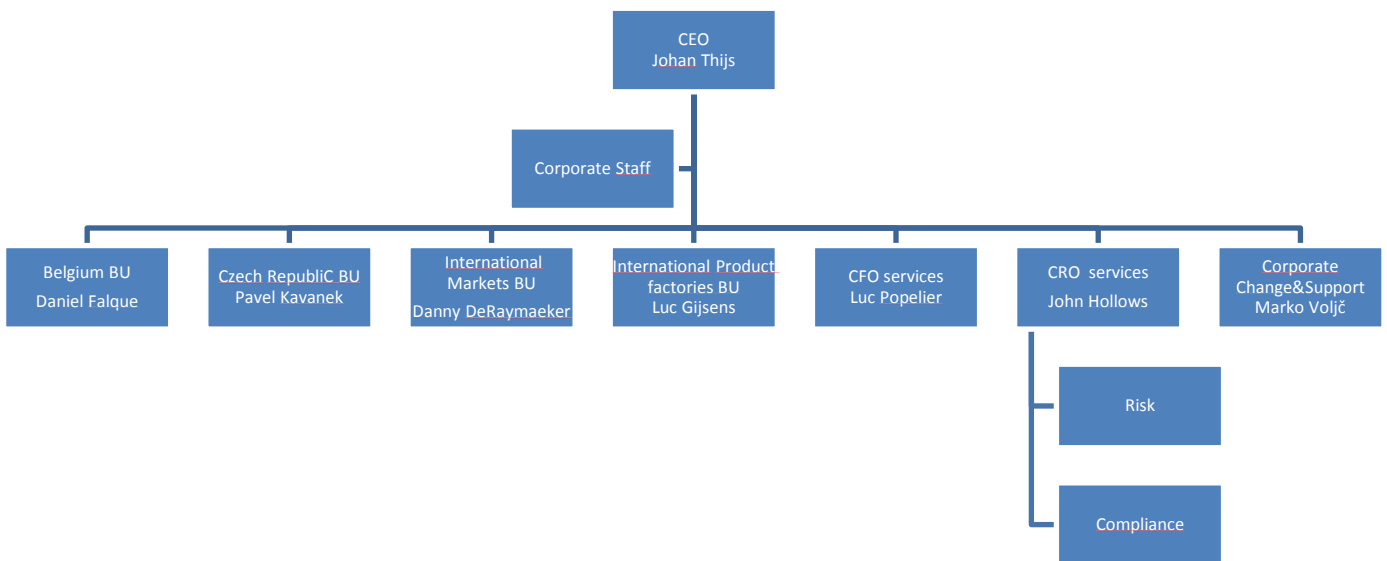 CEO
Johan Thijs
Corporate Staff
Belgium BU
Daniel Falque
Czech RepubliC BU
Pavel Kavanek
International
Markets BU
Danny DeRaymaeker
International Product
factories BU
Luc Gijsens
CFO services
Luc Popelier
CRO services
John Hollows
Corporate
Change&Support
Marko Voljč
Risk
Compliance